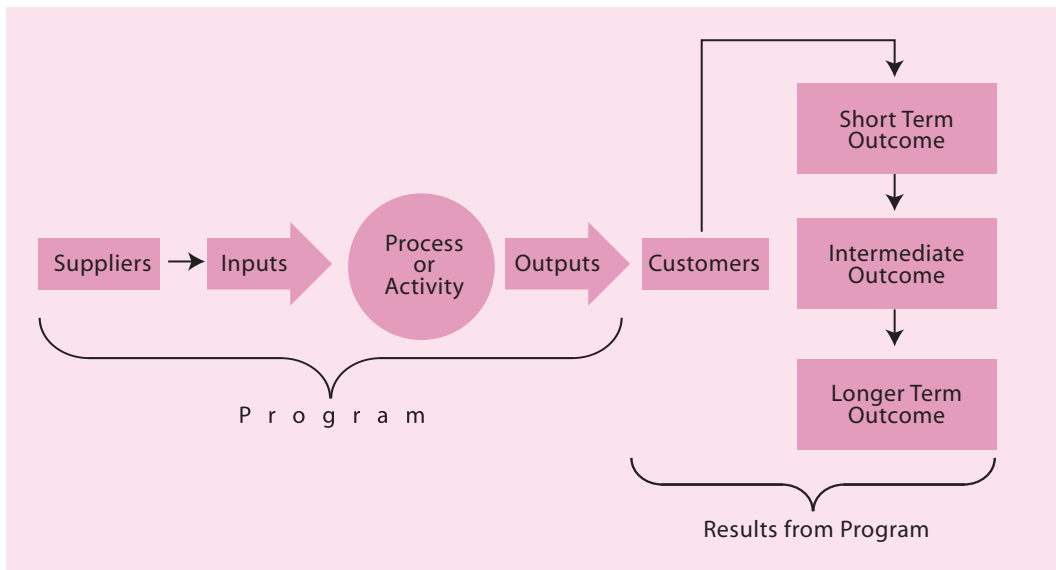 Suppliers
Inputs
Process
or
Activity
Outputs
Customers
Short Term
Outcome
Intermediate
Outcome
Longer Term
Outcome
P r o g r a m
Results from Program